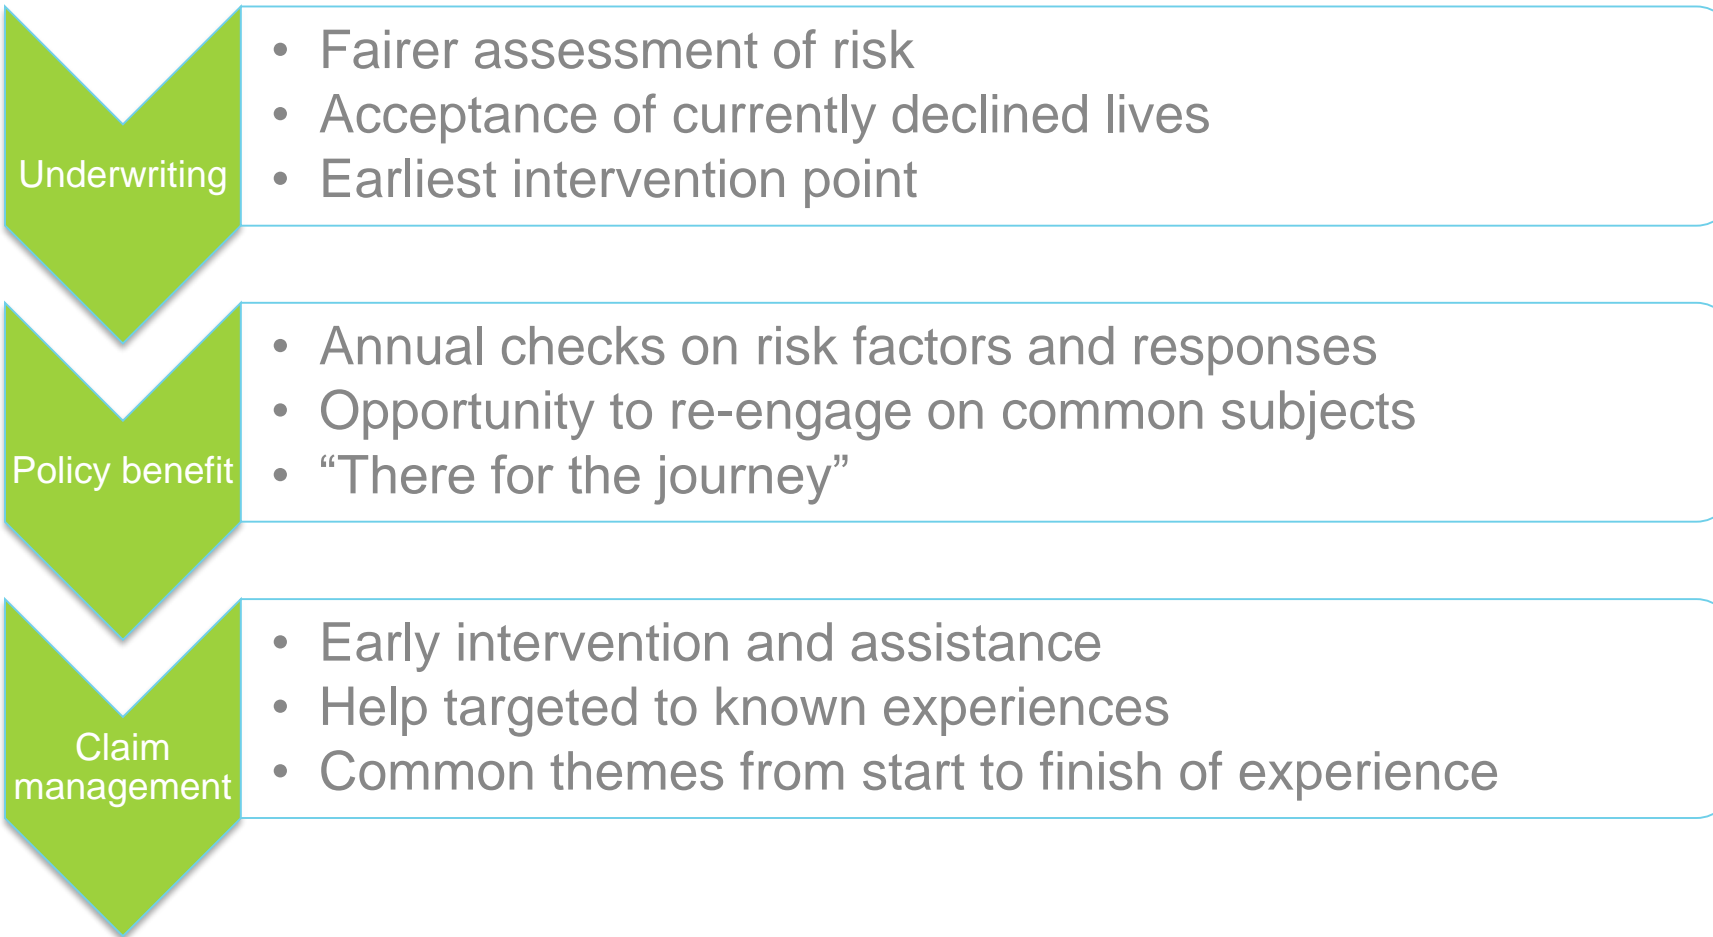 Underwriting
• Fairer assessment of risk
• Acceptance of currently declined lives
• Earliest intervention point
Policy benefit
• Annual checks on risk factors and responses
• Opportunity to re-engage on common subjects
• “There for the journey”
Claim
management
• Early intervention and assistance
• Help targeted to known experiences
• Common themes from start to finish of experience